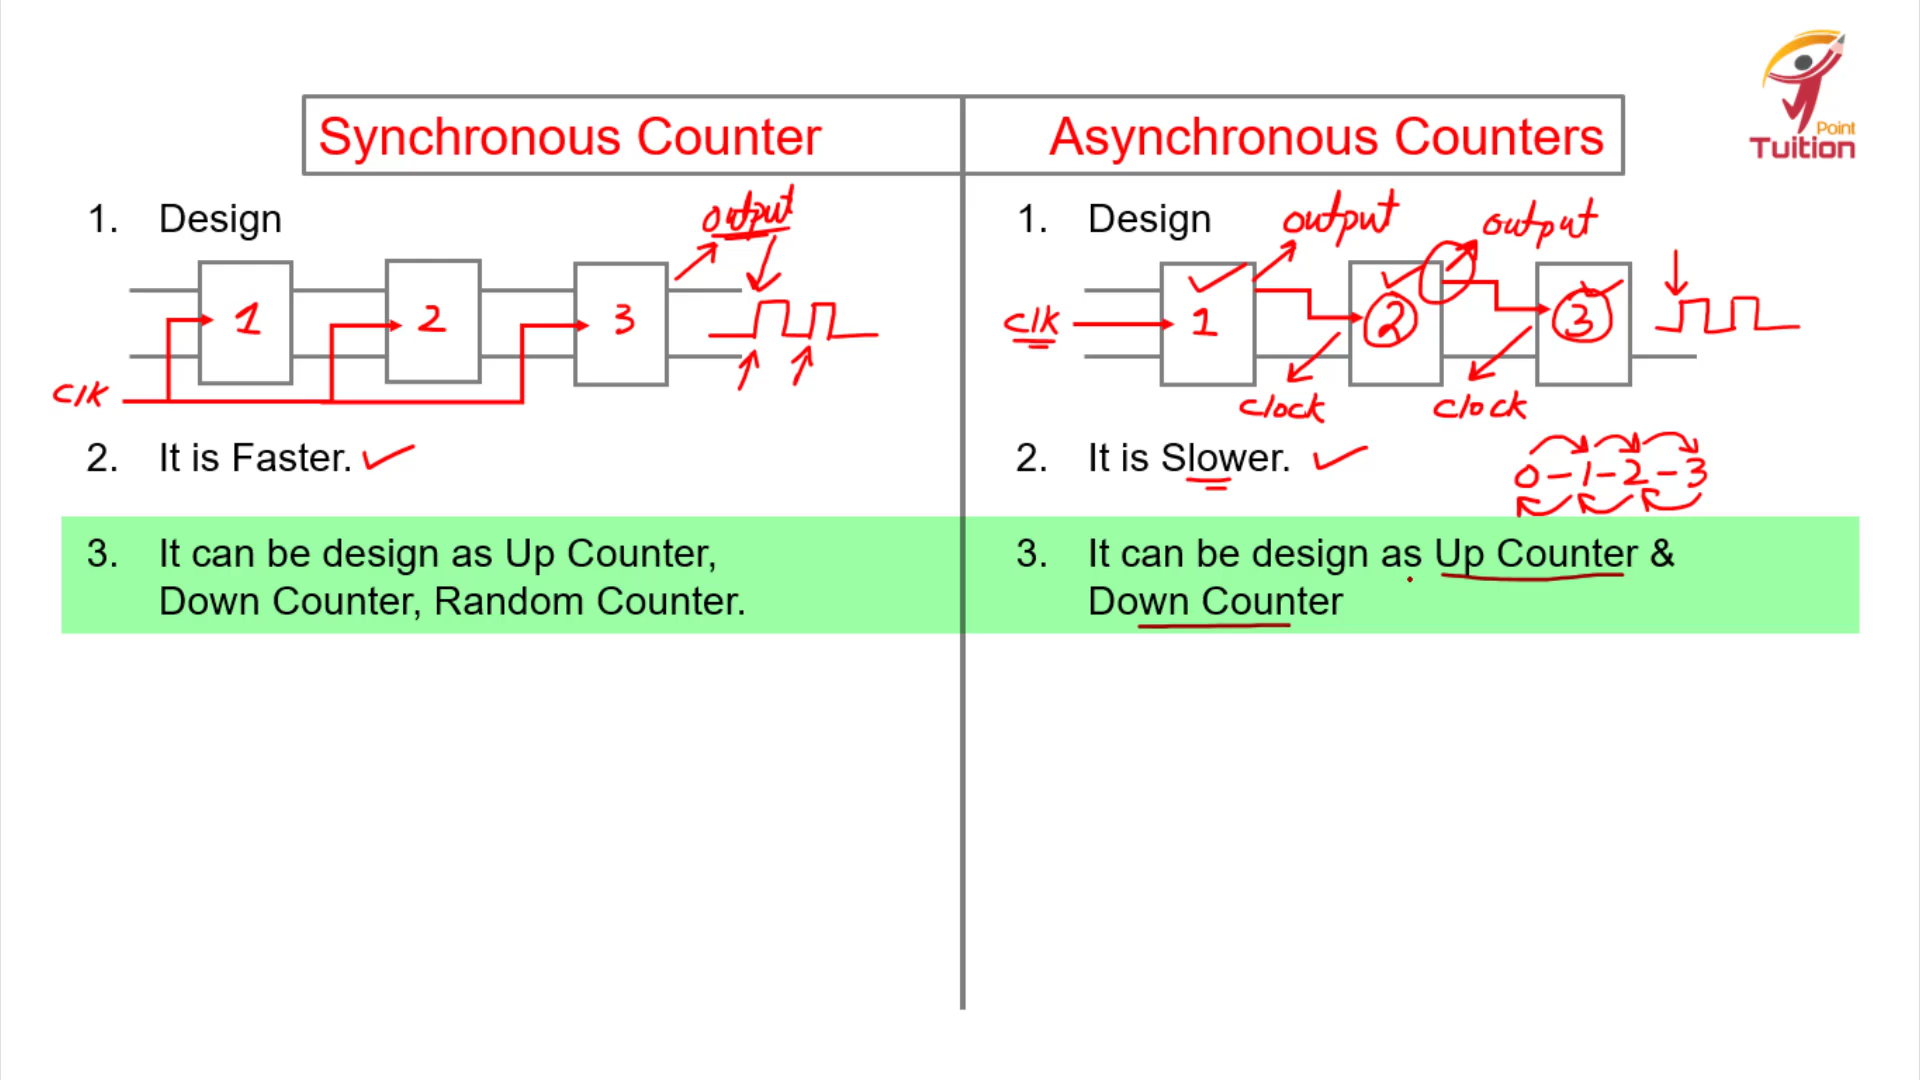 Point
Tuition
Synchronous Counter
1. Design
output
1
2
3
clk
2. It is Faster.
3. It can be design as Up Counter,
Down Counter, Random Counter.
Asynchronous Counters
1. Design
output
output
clk
1
2
3
clock
clock
2. It is Slower.
0-1-2-3
3. It can be design as Up Counter &
Down Counter